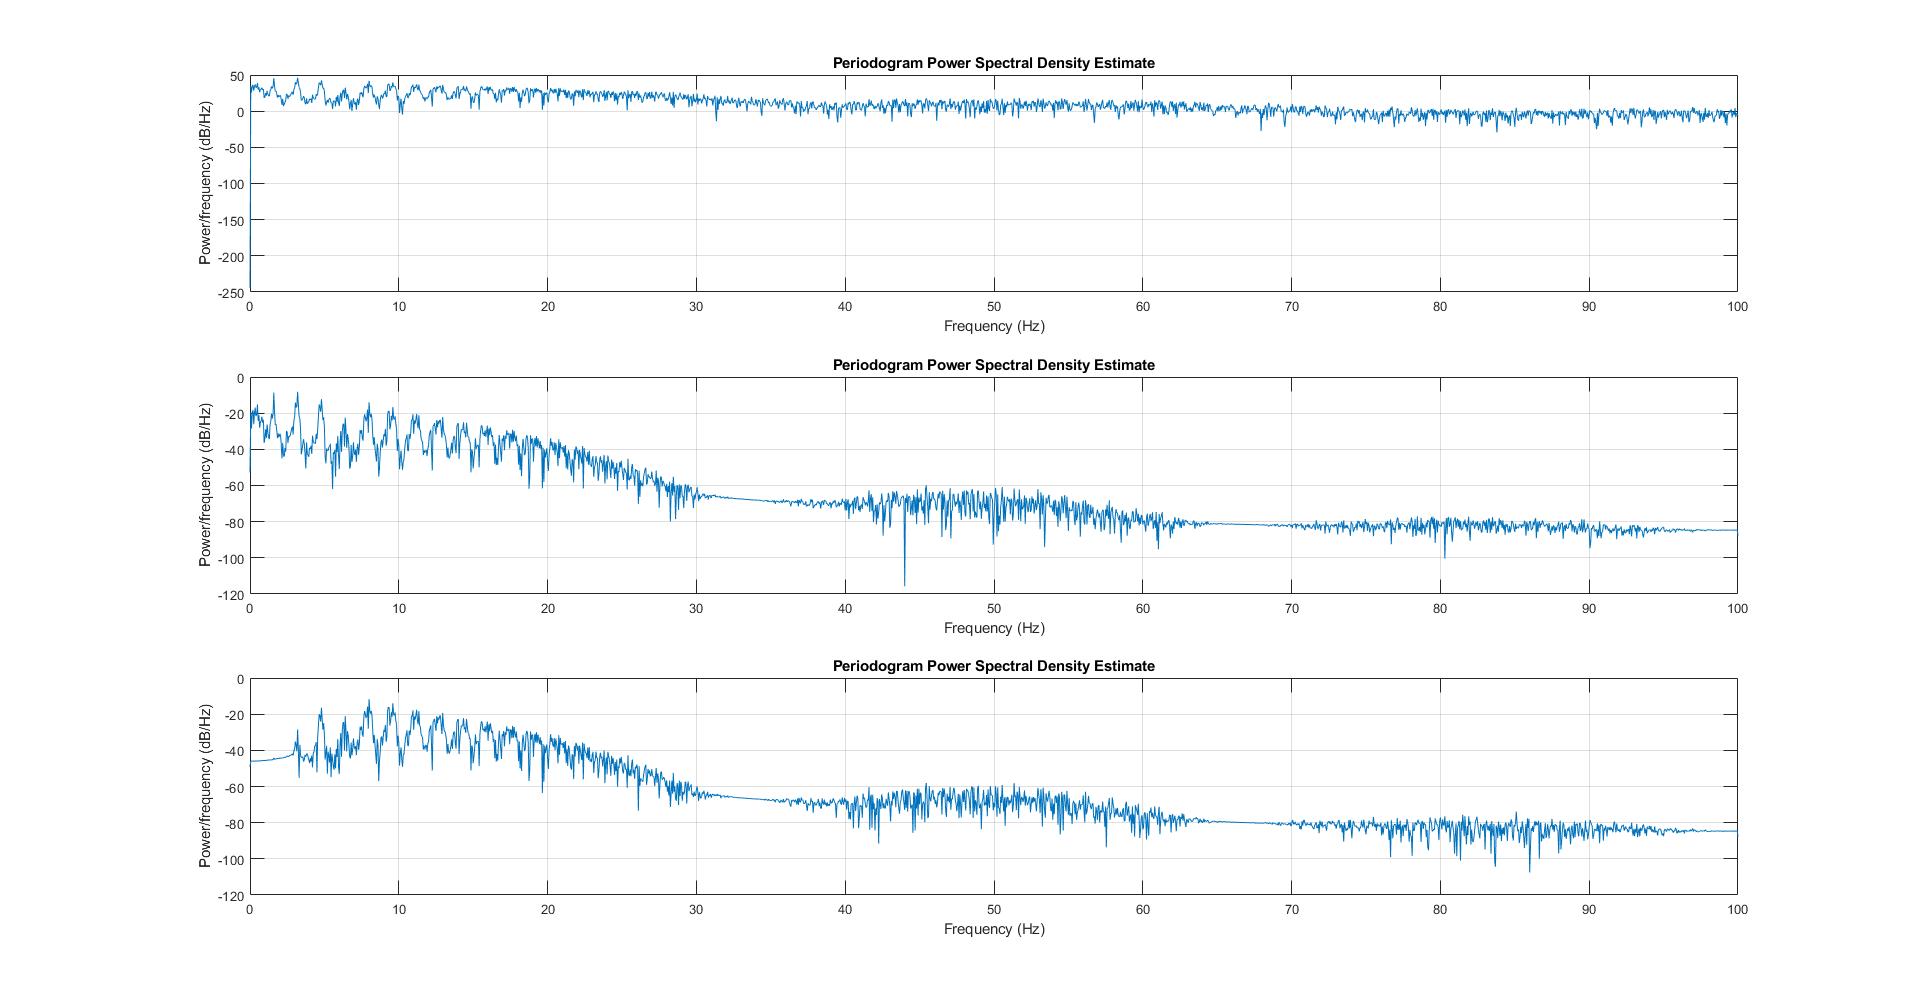 Periodogram Power Spectral Density Estimate
50
0
-50
-100
-150
-200
-250
Power/frequency (dB/Hz)
0 10 20 30 40 50 60 70 80 90 100
Frequency (Hz)
Periodogram Power Spectral Density Estimate
0
-20
-40
-60
-80
-100
-120
Power/frequency (dB/Hz)
0 10 20 30 40 50 60 70 80 90 100
Frequency (Hz)
Periodogram Power Spectral Density Estimate
0
-20
-40
-60
-80
-100
-120
Power/frequency (dB/Hz)
0 10 20 30 40 50 60 70 80 90 100
Frequency (Hz)